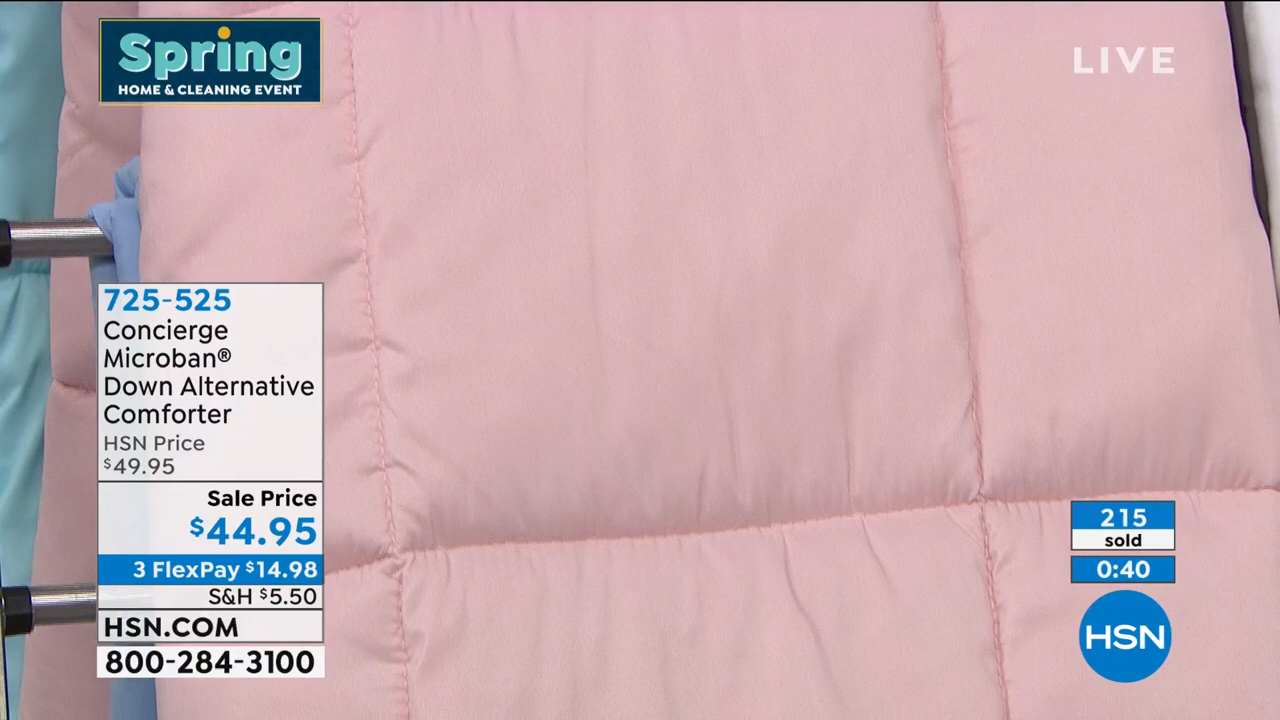 Spring
HOME & CLEANING EVENT
LIVE
725-525
Concierge
Microban®
Down Alternative
Comforter
HSN Price
$49.95
Sale Price
$44.95
3 FlexPay $14.98
S&H $5.50
HSN.COM
800-284-3100
215
sold
0:40
HSN